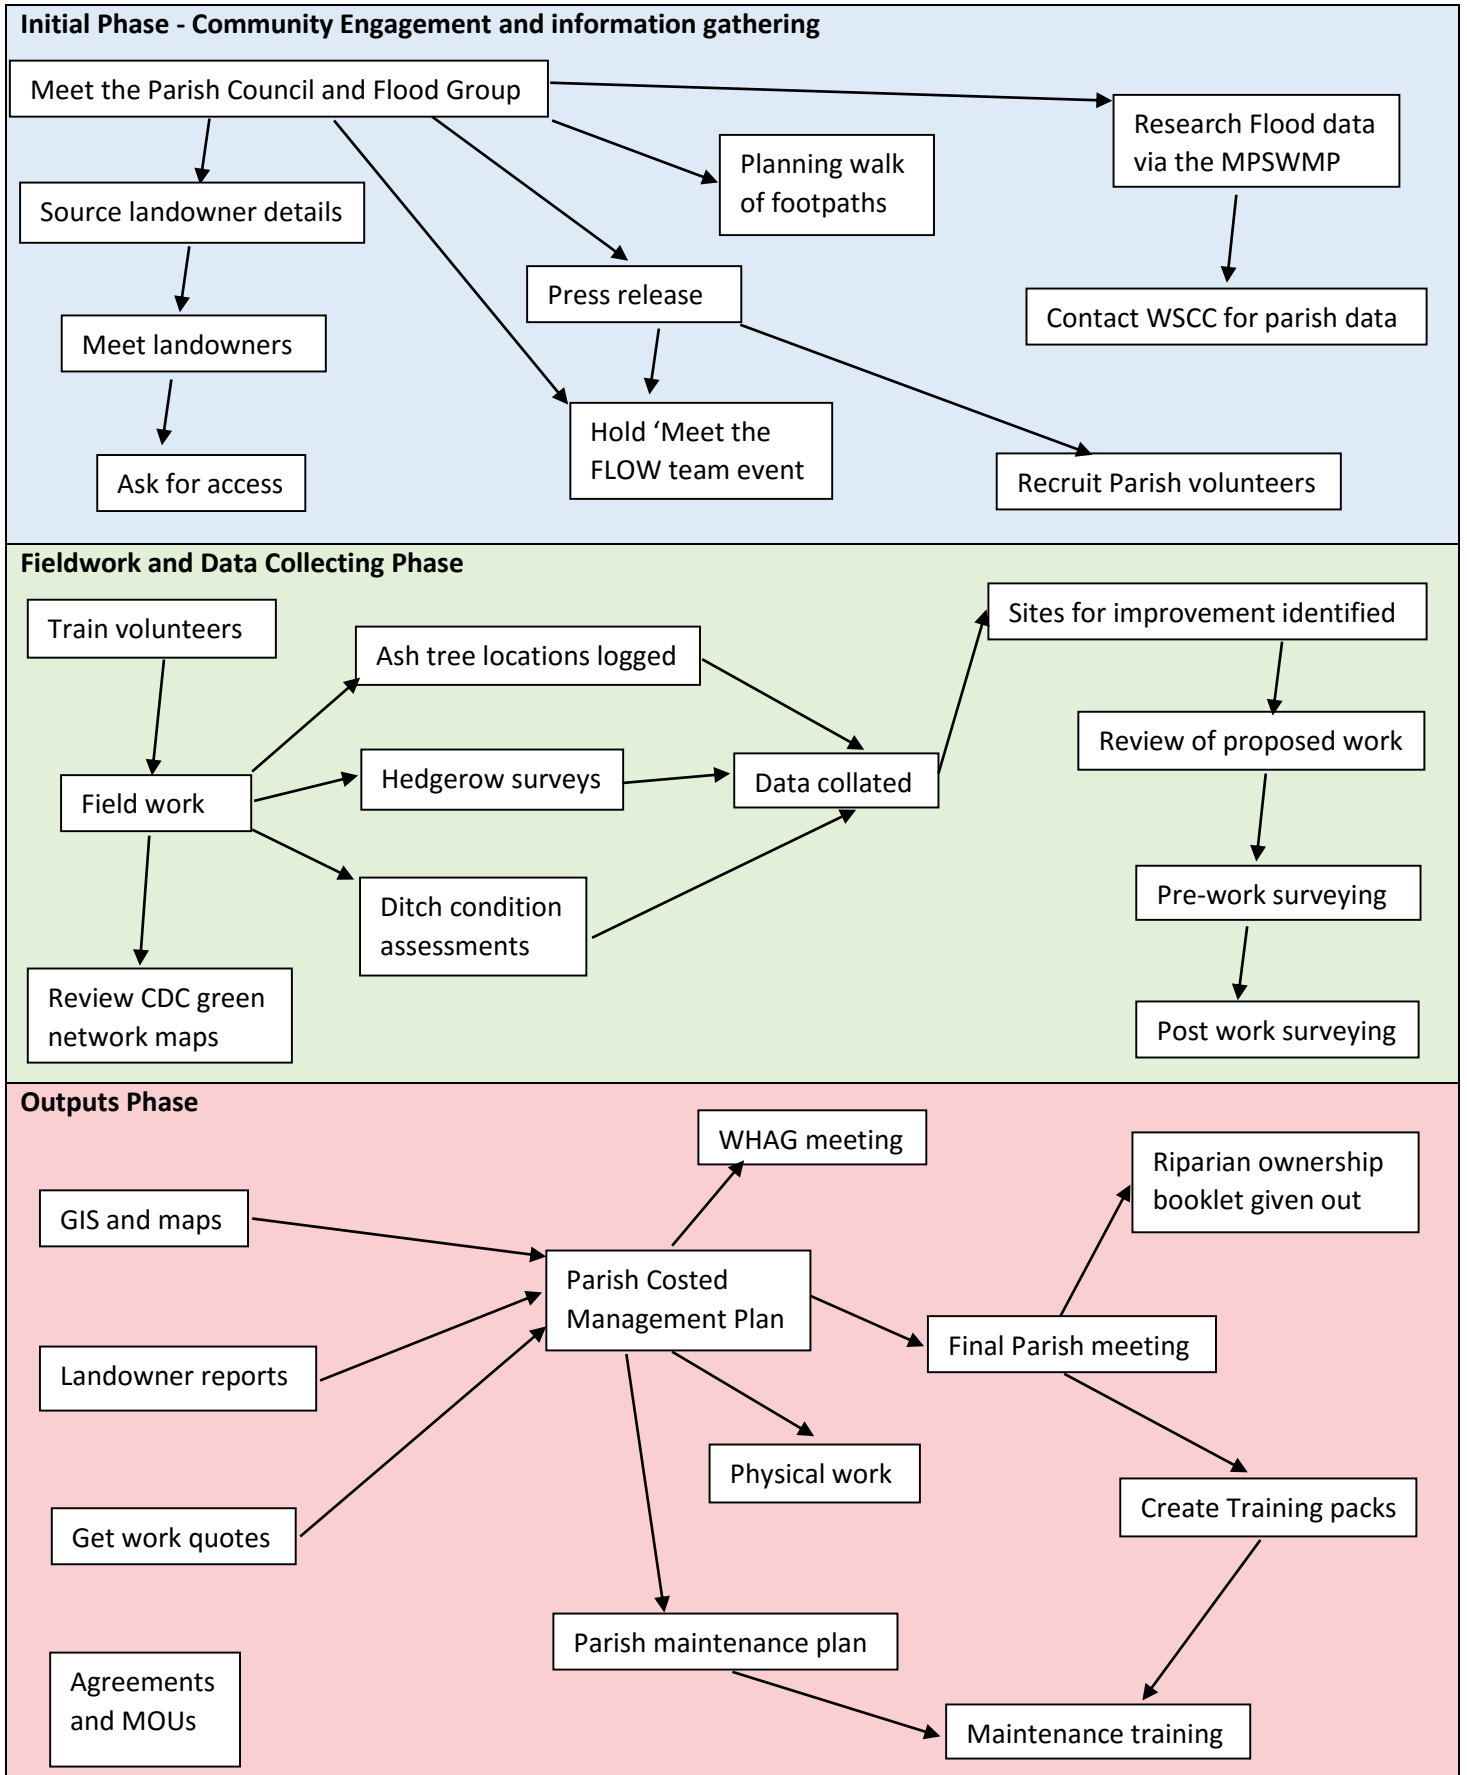 Initial Phase - Community Engagement and information gathering
Meet the Parish Council and Flood Group
Research Flood data
via the MPSWMP
Planning walk
of footpaths
Source landowner details
Press release
Contact WSCC for parish data
Meet landowners
Hold ‘Meet the
FLOW team event
Ask for access
Recruit Parish volunteers
Fieldwork and Data Collecting Phase
Train volunteers
Ash tree locations logged
Sites for improvement identified
Review of proposed work
Hedgerow surveys
Data collated
Field work
Ditch condition
assessments
Pre-work surveying
Review CDC green
network maps
Post work surveying
Outputs Phase
WHAG meeting
Riparian ownership
booklet given out
GIS and maps
Parish Costed
Management Plan
Final Parish meeting
Landowner reports
Physical work
Create Training packs
Get work quotes
Parish maintenance plan
Agreements
and MOUs
Maintenance training